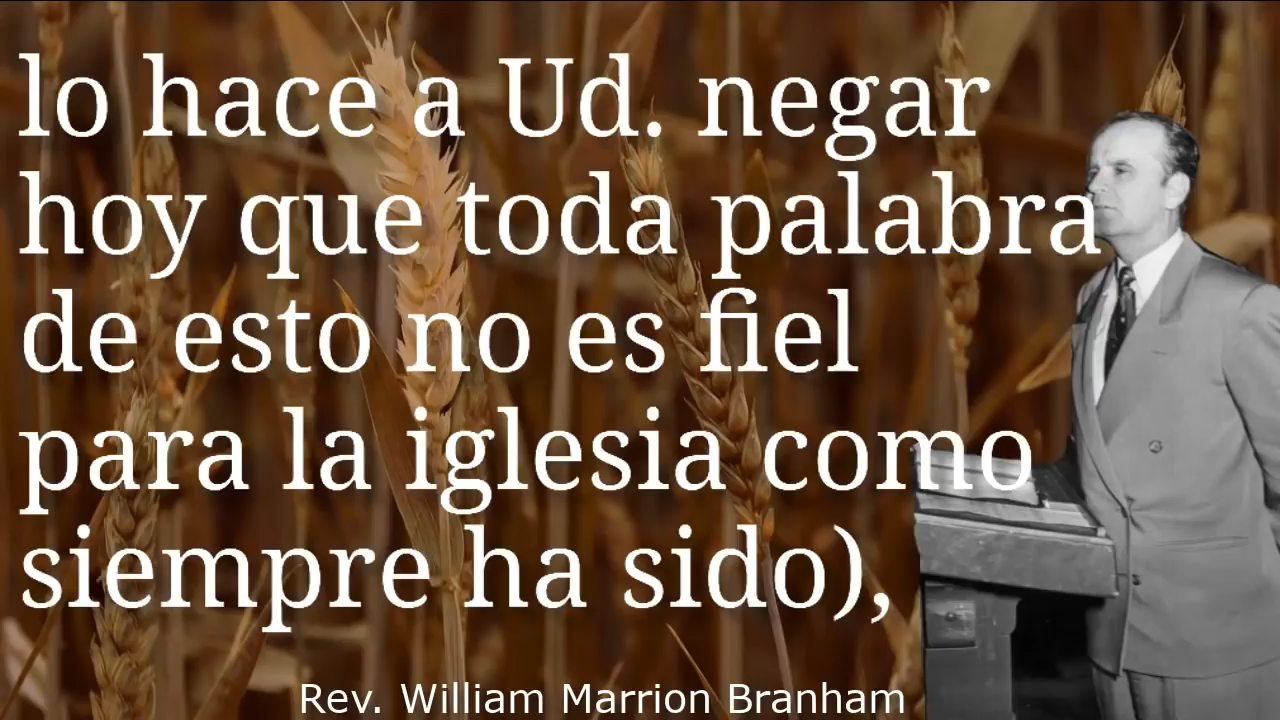 lo hace a Ud. negar
hoy que toda palabra
de esto no es fiel
para la iglesia como
siempre ha sido),
Rev. William Marrion Branham